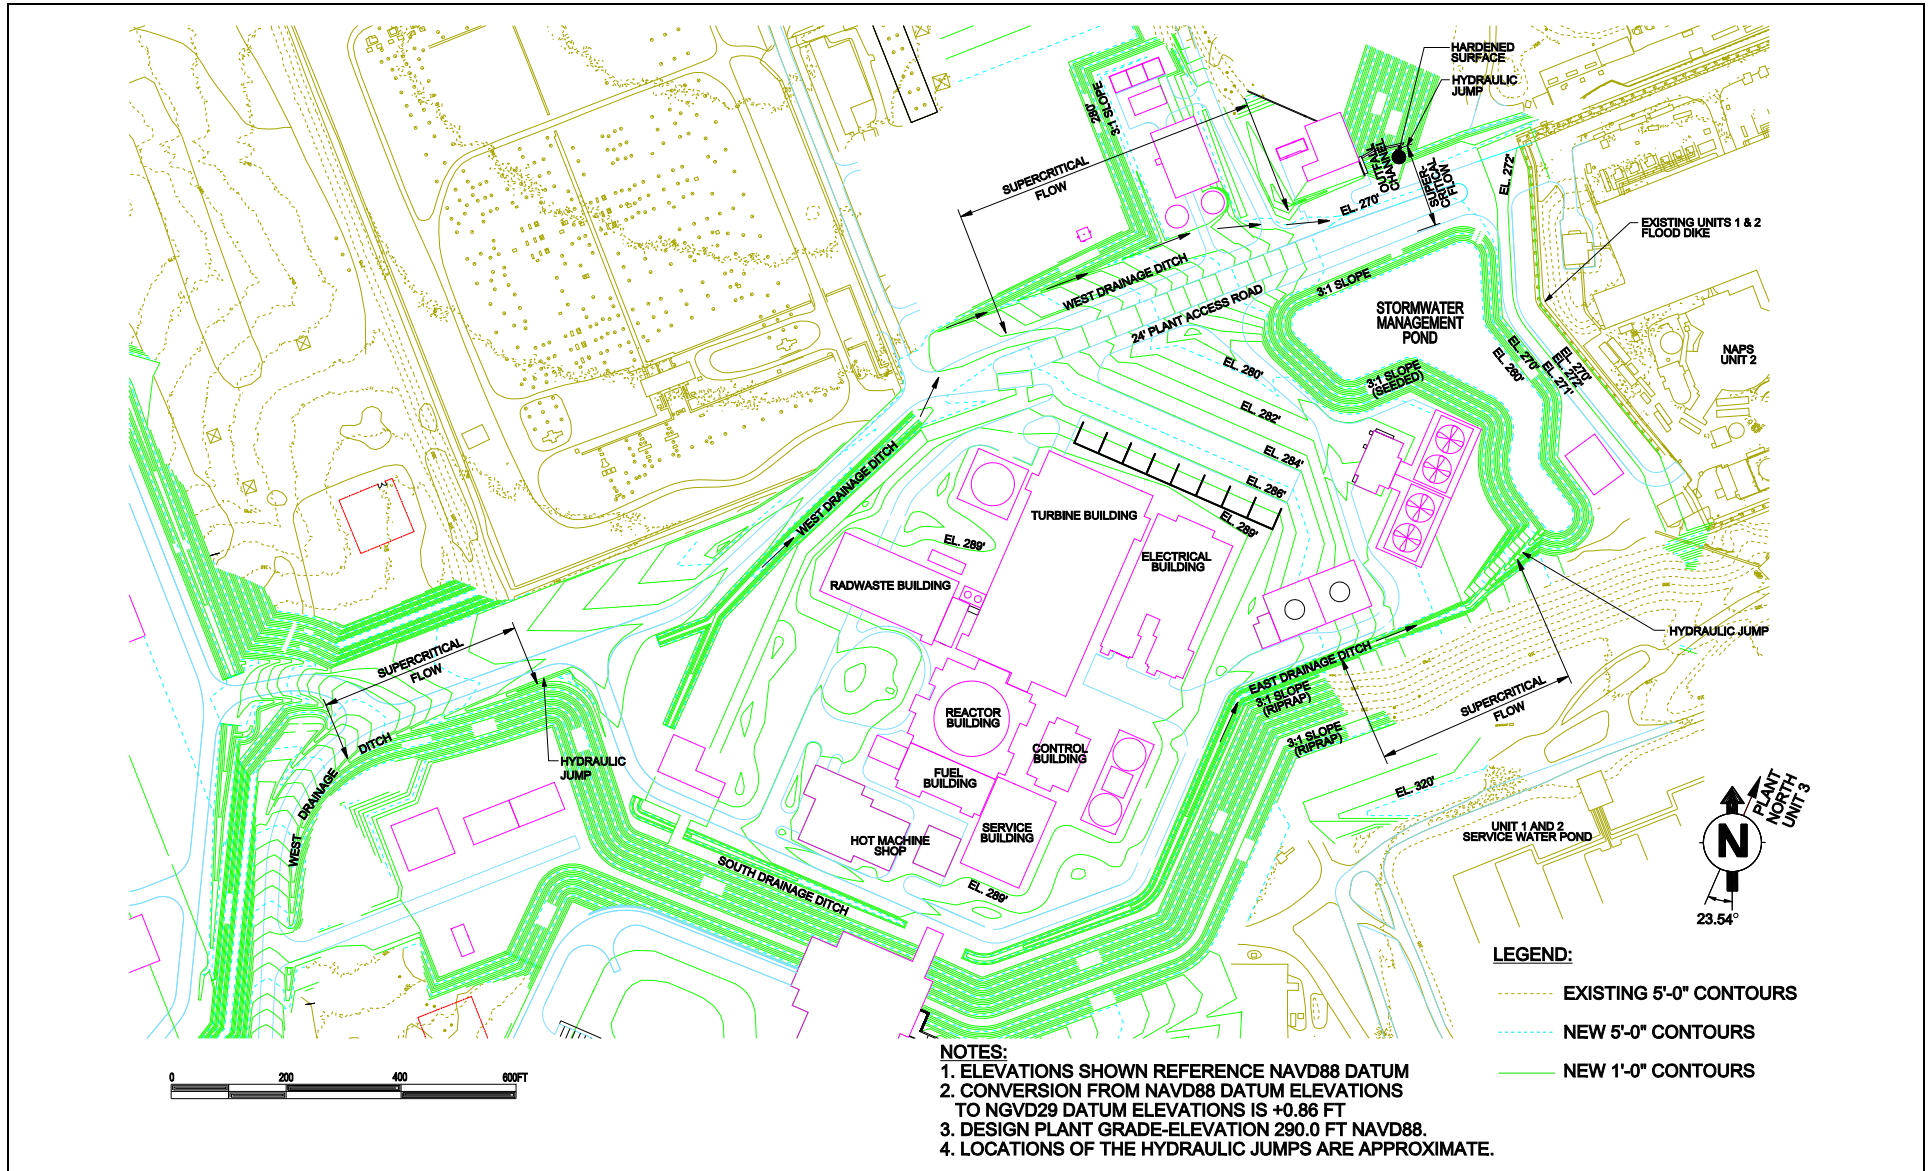 HARDENED
SURFACE
HYDRAULIC
JUMP
280'
3:1 SLOPE
SUPERCRITICAL
FLOW
OUTFALL
CHANNEL
SUPER-
CRITICAL
FLOW
EL. 272'
EL. 270'
EXISTING UNITS 1 & 2
FLOOD DIKE
WEST DRAINAGE DITCH
3:1 SLOPE
24' PLANT ACCESS ROAD
STORMWATER
MANAGEMENT
POND
NAPS
UNIT 2
EL. 270'
EL. 280'
EL. 270'
EL. 272'
EL. 271'
EL. 280'
3:1 SLOPE
(SEEDED)
EL. 282'
EL. 284'
EL. 286'
EL. 289'
WEST DRAINAGE DITCH
TURBINE BUILDING
EL. 289'
ELECTRICAL
BUILDING
RADWASTE BUILDING
HYDRAULIC JUMP
SUPERCRITICAL
FLOW
EAST DRAINAGE DITCH
3:1 SLOPE
(RIPRAP)
3:1 SLOPE
(RIPRAP)
SUPERCRITICAL
FLOW
REACTOR
BUILDING
CONTROL
BUILDING
WEST DRAINAGE DITCH
HYDRAULIC
JUMP
FUEL
BUILDING
EL. 320'
SERVICE
BUILDING
HOT MACHINE
SHOP
UNIT 1 AND 2
SERVICE WATER POND
PLANT
NORTH
UNIT 3
N
23.54°
SOUTH DRAINAGE DITCH
EL. 289'
LEGEND:
EXISTING 5'-0" CONTOURS
NEW 5'-0" CONTOURS
NEW 1'-0" CONTOURS
0 200 400 600FT
NOTES:
1. ELEVATIONS SHOWN REFERENCE NAVD88 DATUM
2. CONVERSION FROM NAVD88 DATUM ELEVATIONS
TO NGVD29 DATUM ELEVATIONS IS +0.86 FT
3. DESIGN PLANT GRADE-ELEVATION 290.0 FT NAVD88.
4. LOCATIONS OF THE HYDRAULIC JUMPS ARE APPROXIMATE.